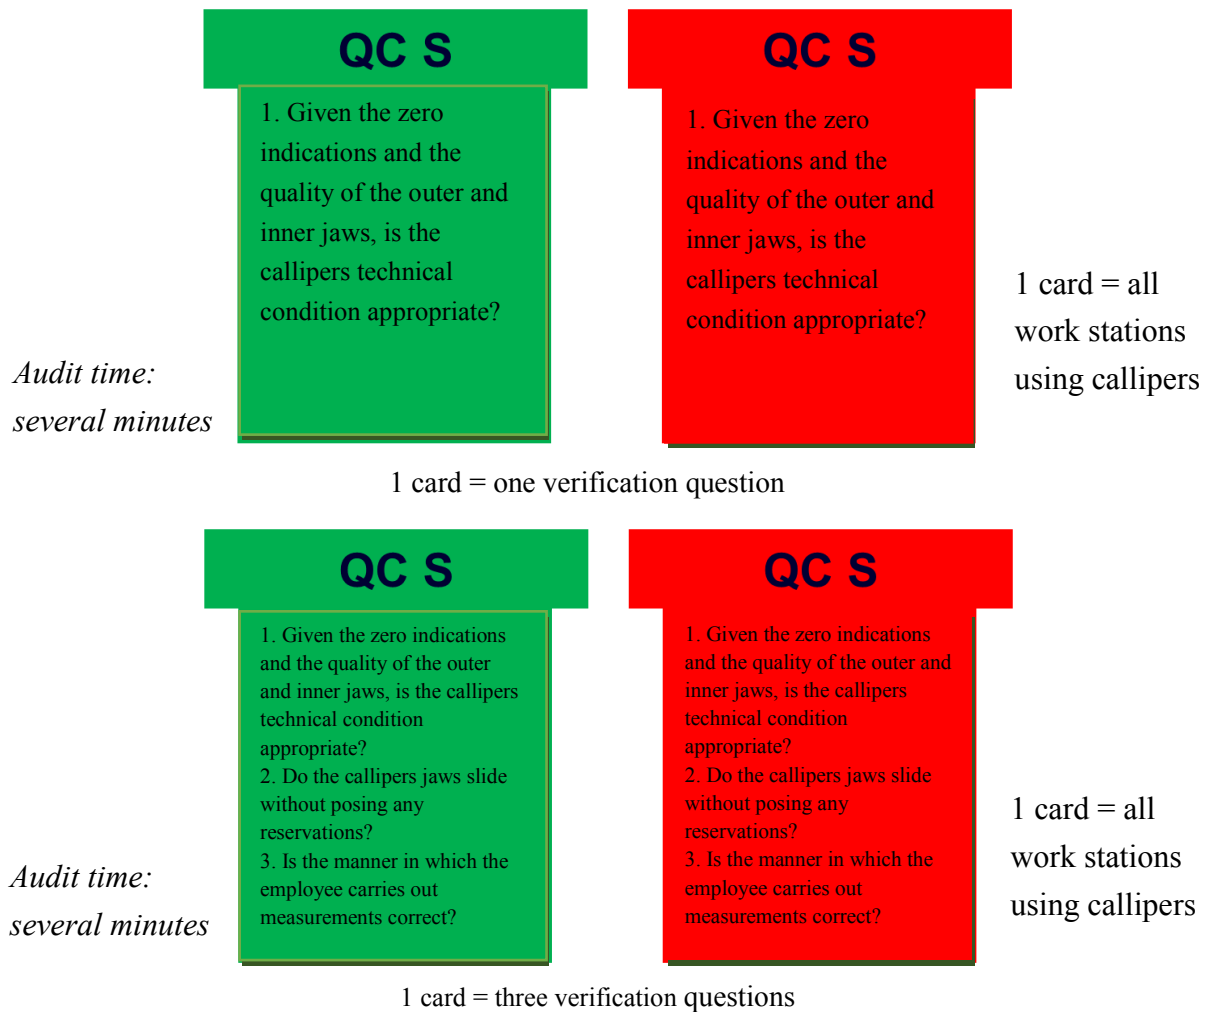 QC S
1. Given the zero
indications and the
quality of the outer and
inner jaws, is the
callipers technical
condition appropriate?
QC S
1. Given the zero
indications and the
quality of the outer and
inner jaws, is the
callipers technical
condition appropriate?
Audit time:
several minutes
1 card = all
work stations
using callipers
1 card = one verification question
QC S
1. Given the zero indications
and the quality of the outer
and inner jaws, is the callipers
technical condition
appropriate?
2. Do the callipers jaws slide
without posing any
reservations?
3. Is the manner in which the
employee carries out
measurements correct?
QC S
1. Given the zero indications
and the quality of the outer and
inner jaws, is the callipers
technical condition
appropriate?
2. Do the callipers jaws slide
without posing any
reservations?
3. Is the manner in which the
employee carries out
measurements correct?
Audit time:
several minutes
1 card = all
work stations
using callipers
1 card = three verification questions